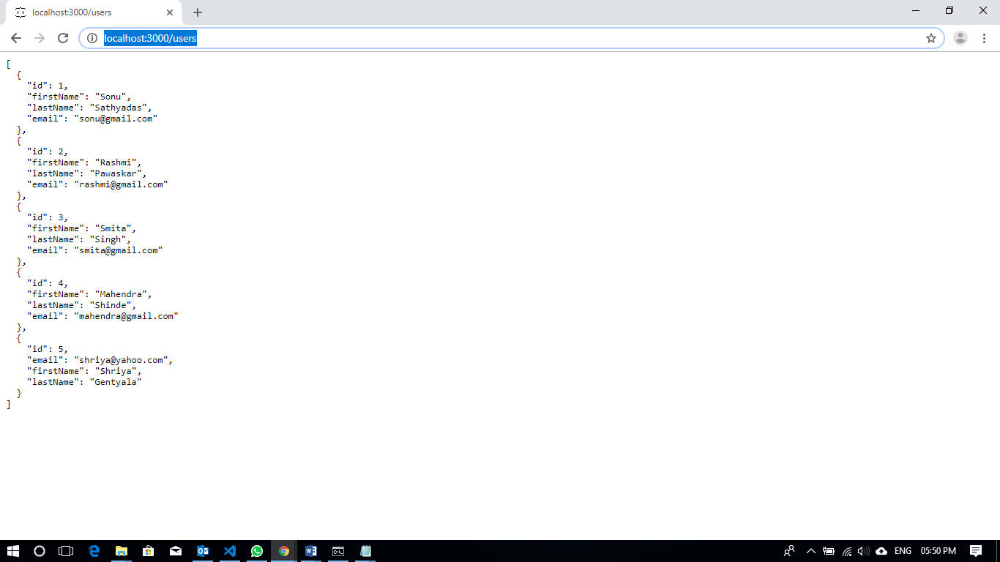 localhost:3000/users
localhost:3000/users
[
  {
    "id": 1,
    "firstName": "Sonu",
    "lastName": "Sathyadas",
    "email": "sonu@gmail.com"
  },
  {
    "id": 2,
    "firstName": "Rashmi",
    "lastName": "Pawaskar",
    "email": "rashmi@gmail.com"
  },
  {
    "id": 3,
    "firstName": "Smita",
    "lastName": "Singh",
    "email": "smita@gmail.com"
  },
  {
    "id": 4,
    "firstName": "Mahendra",
    "lastName": "Shinde",
    "email": "mahendra@gmail.com"
  },
  {
    "id": 5,
    "email": "shriya@yahoo.com",
    "firstName": "Shriya",
    "lastName": "Gentyala"
  }
]
ENG 05:50 PM